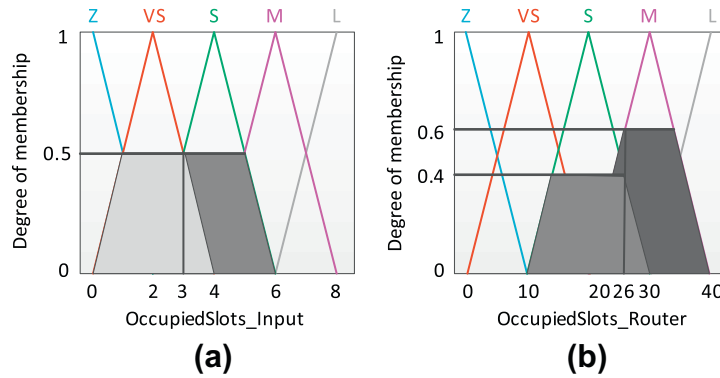 Z VS S M L
1
0.5
0
Degree of membership
0 2 3 4 6 8
OccupiedSlots_Input
(a)
Z VS S M L
1
0.6
0.4
0
Degree of membership
0 10 20 26 30 40
OccupiedSlots_Router
(b)